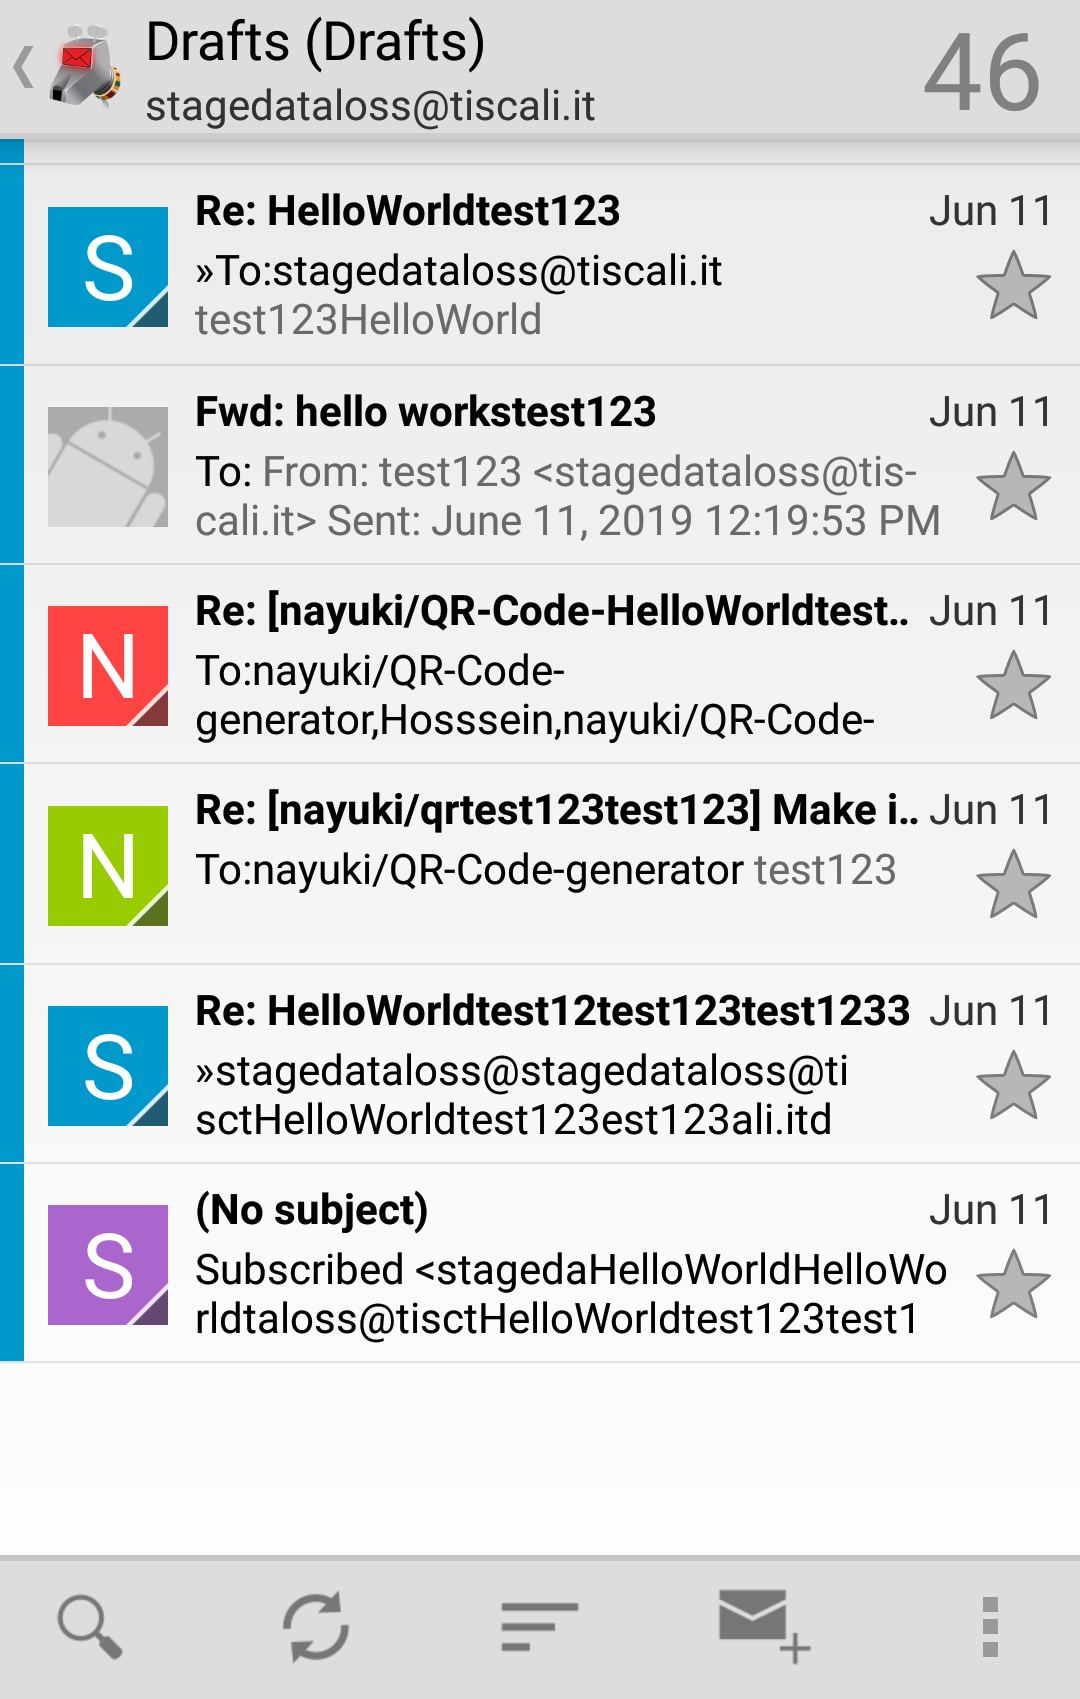 Drafts (Drafts)
stagedataloss@tiscali.it
46
Re: HelloWorldtest123
Jun 11
S
»To:stagedataloss@tiscali.it
test123HelloWorld
Fwd: hello workstest123
Jun 11
To: From: test123 <stagedataloss@tis-
cali.it> Sent: June 11, 2019 12:19:53 PM
Re: [nayuki/QR-Code-HelloWorldtest..
Jun 11
N
To:nayuki/QR-Code-
generator,Hosssein,nayuki/QR-Code-
Re: [nayuki/qrtest123test123] Make i..
Jun 11
N
To:nayuki/QR-Code-generator test123
Re: HelloWorldtest12test123test1233
Jun 11
S
»stagedataloss@stagedataloss@ti
sctHelloWorldtest123est123ali.itd
(No subject)
Jun 11
S
Subscribed <stagedaHelloWorldHelloWo
rldtaloss@tisctHelloWorldtest123test1